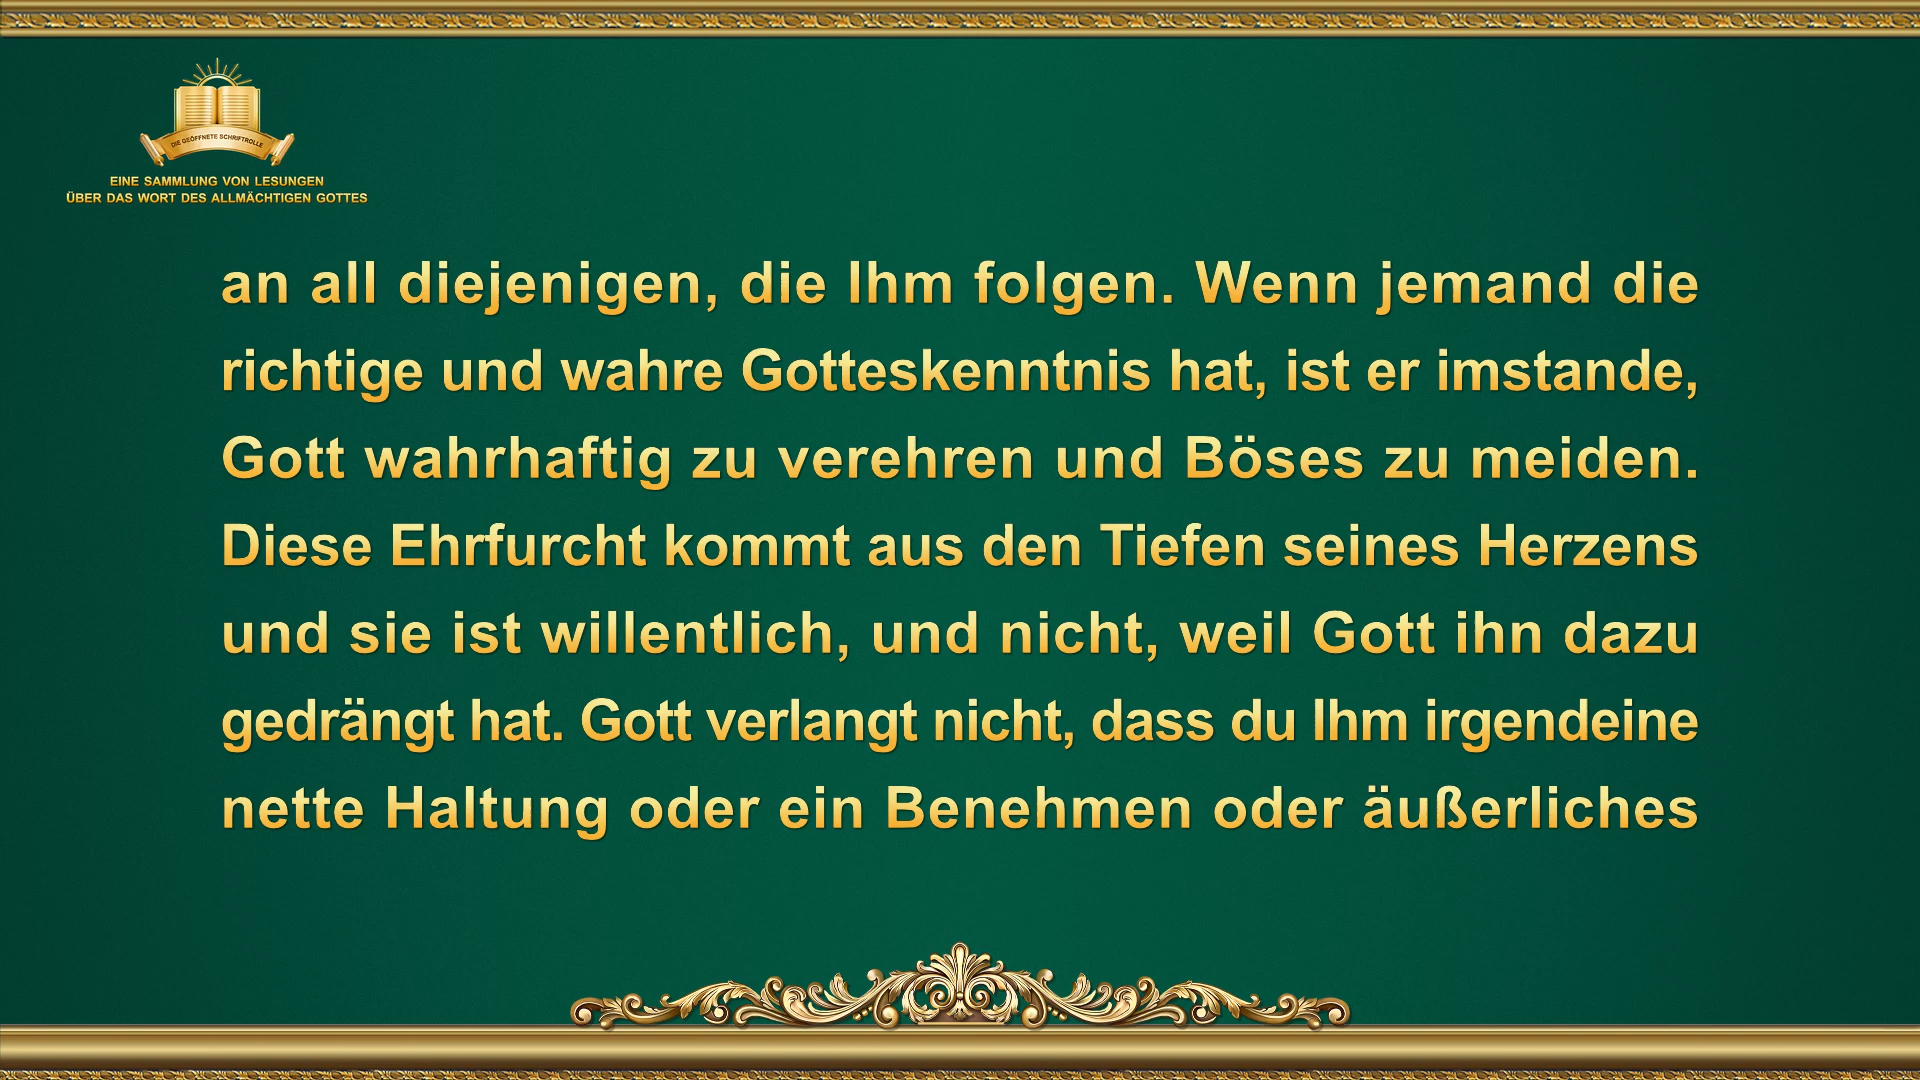 DIE GEÖFFNETE SCHRIFTROLLE
EINE SAMMLUNG VON LESUNGEN
ÜBER DAS WORT DES ALLMÄCHTIGEN GOTTES
an all diejenigen, die Ihm folgen. Wenn jemand die
richtige und wahre Gotteskenntnis hat, ist er imstande,
Gott wahrhaftig zu verehren und Böses zu meiden.
Diese Ehrfurcht kommt aus den Tiefen seines Herzens
und sie ist willentlich, und nicht, weil Gott ihn dazu
gedrängt hat. Gott verlangt nicht, dass du Ihm irgendeine
nette Haltung oder ein Benehmen oder äußerliches